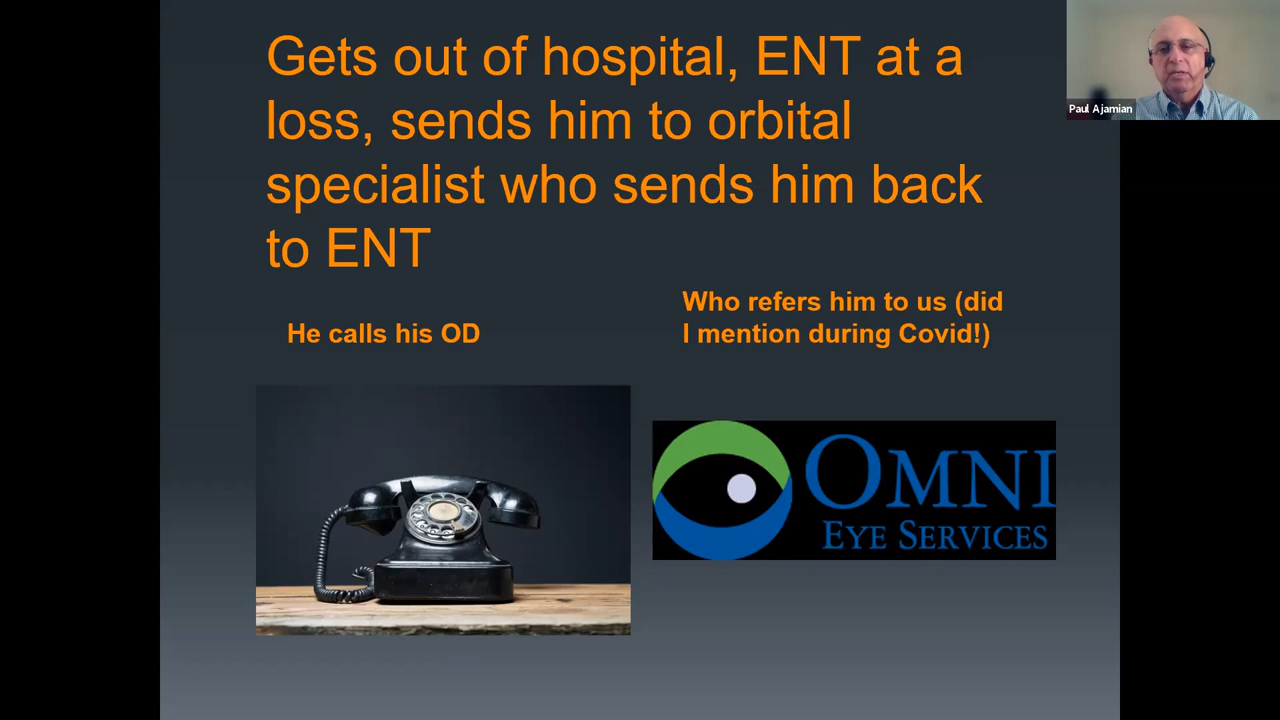 Gets out of hospital, ENT at a
loss, sends him to orbital
specialist who sends him back
to ENT
Paul Ajamian
He calls his OD
Who refers him to us (did
I mention during Covid!)
OMNI
EYE SERVICES